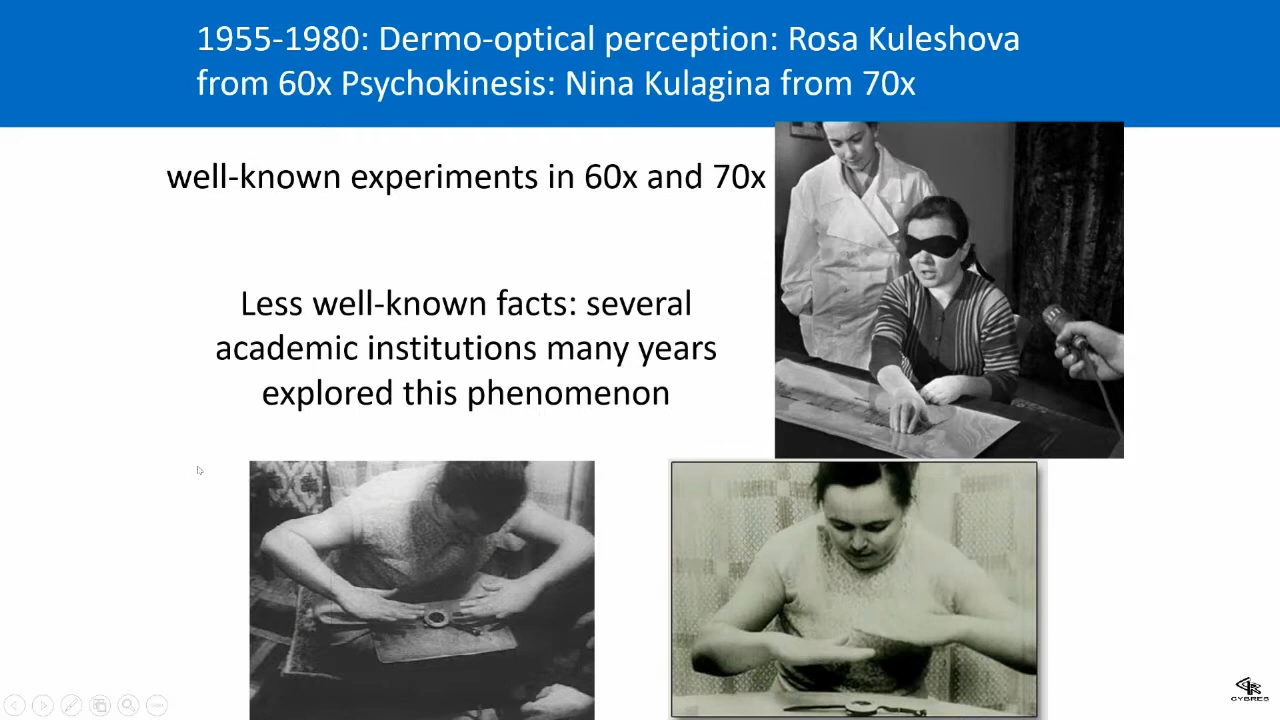 1955-1980: Dermo-optical perception: Rosa Kuleshova
from 60x Psychokinesis: Nina Kulagina from 70x
well-known experiments in 60x and 70x
Less well-known facts: several
academic institutions many years
explored this phenomenon
CYBRES